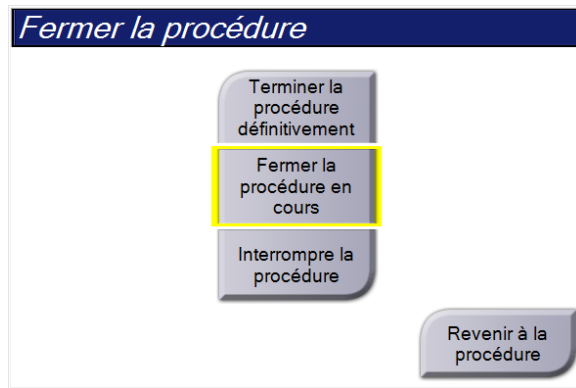 Fermer la procédure
Terminer la
procédure
définitivement
Fermer la
procédure en
cours
Interrompre la
procédure
Revenir à la
procédure